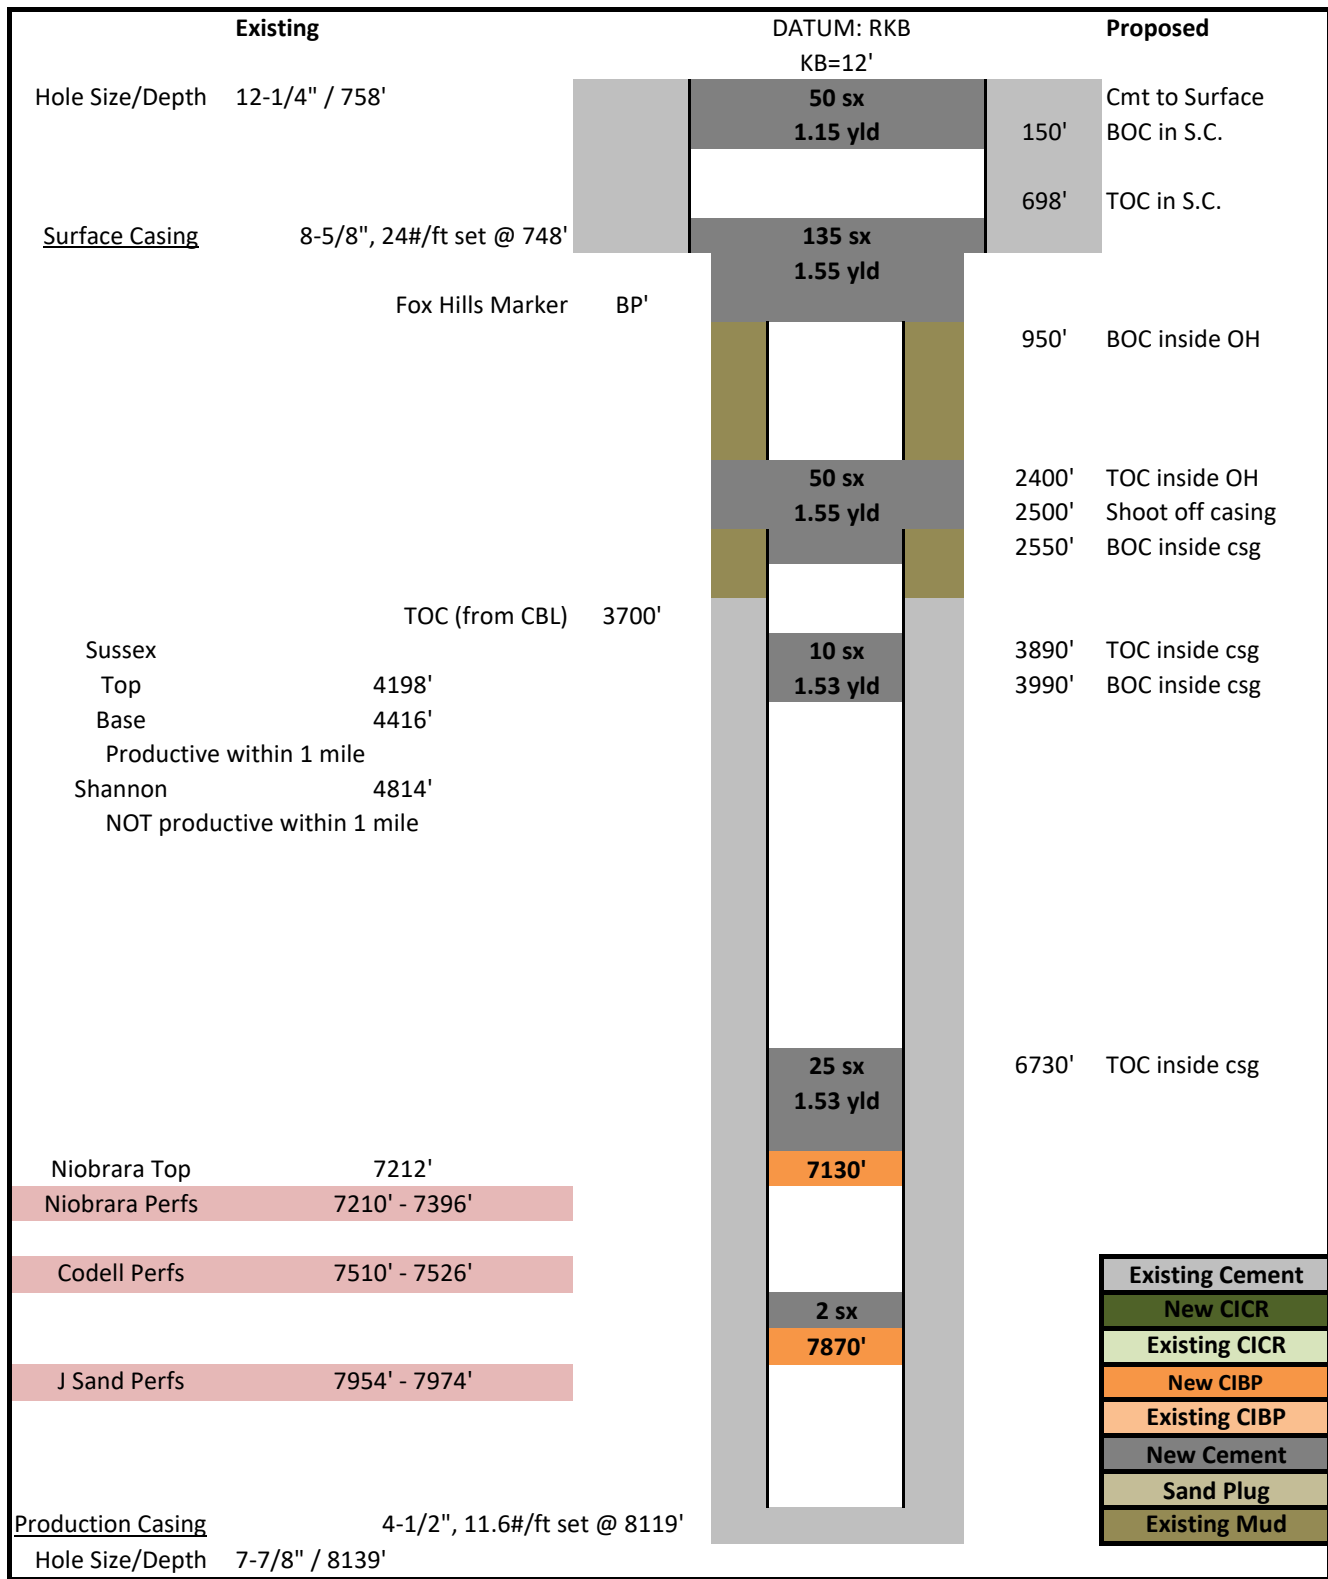 Existing DATUM: RKB Proposed
KB=12'
Hole Size/Depth 12-1/4" / 758' 50 sx Cmt to Surface
1.15 yld 150' BOC in S.C.
698' TOC in S.C.
Surface Casing 8-5/8", 24#/ft set @ 748' 135 sx
1.55 yld
Fox Hills Marker BP'
950' BOC inside OH
50 sx 2400' TOC inside OH
1.55 yld 2500' Shoot off casing
2550' BOC inside csg
TOC (from CBL) 3700'
Sussex 10 sx 3890' TOC inside csg
Top 4198' 1.53 yld 3990' BOC inside csg
Base 4416'
Productive within 1 mile
Shannon 4814'
NOT productive within 1 mile
25 sx 6730' TOC inside csg
1.53 yld
Niobrara Top 7212' 7130'
Niobrara Perfs 7210' - 7396'
Codell Perfs 7510' - 7526' Existing Cement
2 sx New CICR
7870' Existing CICR
J Sand Perfs 7954' - 7974' New CIBP
Existing CIBP
New Cement
Sand Plug
Production Casing 4-1/2", 11.6#/ft set @ 8119' Existing Mud
Hole Size/Depth 7-7/8" / 8139'